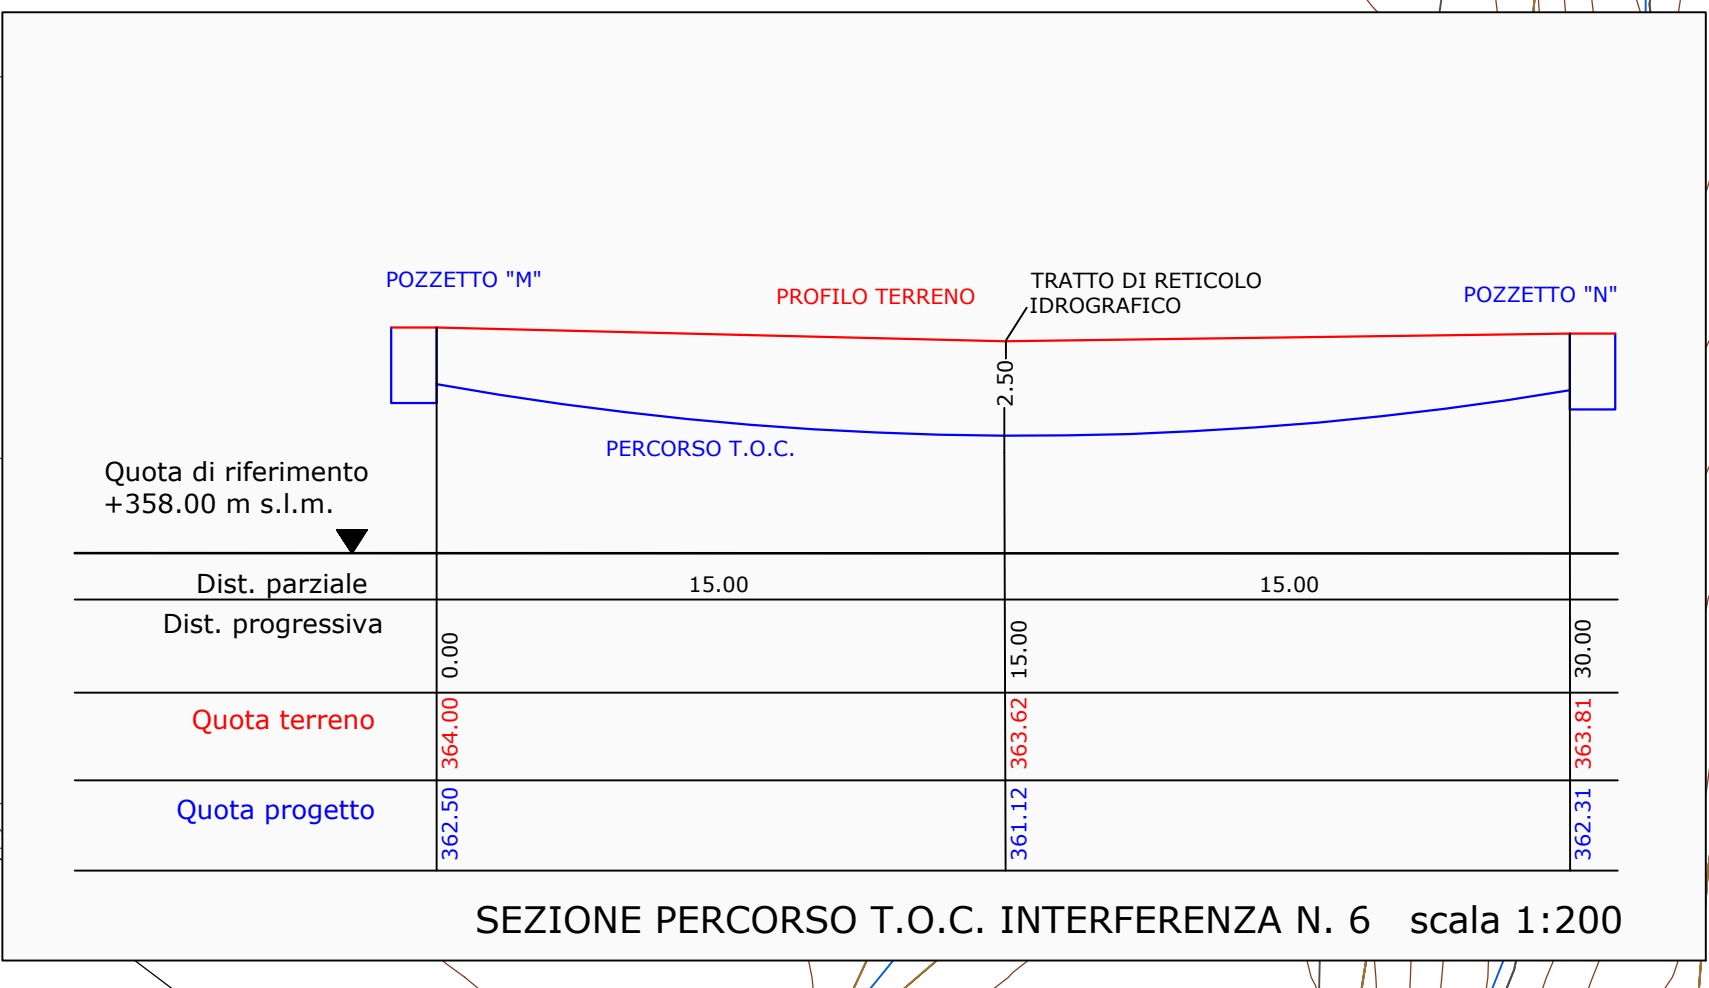 POZZETTO "M"
PROFILO TERRENO
TRATTO DI RETICOLO
IDROGRAFICO
POZZETTO "N"
2.50
PERCORSO T.O.C.
Quota di riferimento
+358.00 m s.l.m.
Dist. parziale 15.00 15.00
Dist. progressiva 0.00 15.00 30.00
Quota terreno 364.00 363.62 363.81
Quota progetto 362.50 361.12 362.31
SEZIONE PERCORSO T.O.C. INTERFERENZA N. 6 scala 1:200